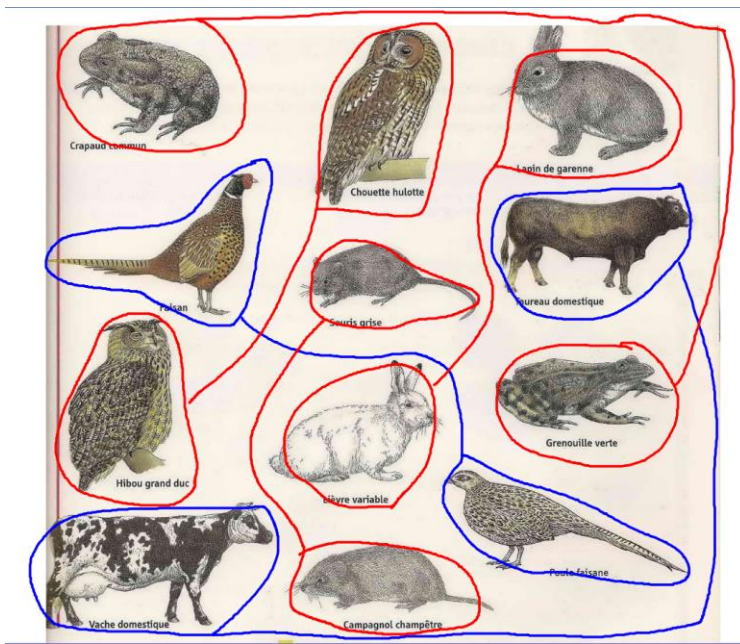 Crapaud commun
Chouette hulotte
Lapin de garenne
Faisan
Souris grise
Taureau domestique
Hibou grand duc
Lièvre variable
Grenouille verte
Vache domestique
Campagnol champêtre
Poule faisane